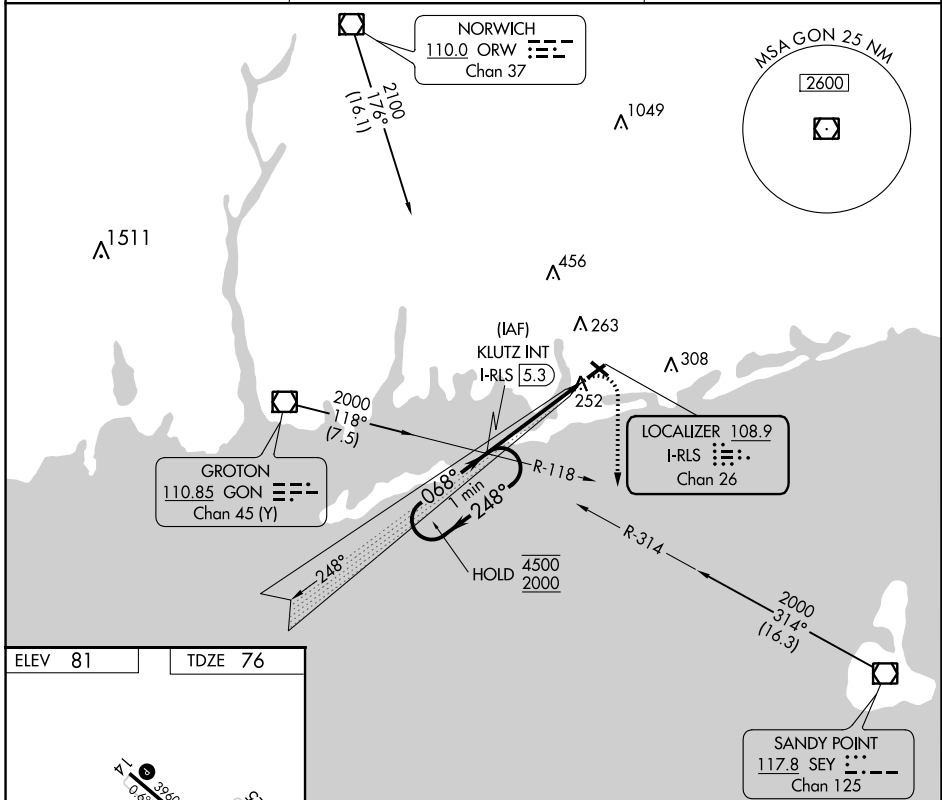 NORWICH
110.0 ORW
Chan 37
MSA GON 25 NM
2600
2100
176°
(16.1)
1049
1511
456
(IAF)
KLUTZ INT
I-RLS 5.3
263
308
252
2000
118°
(7.5)
LOCALIZER 108.9
I-RLS
Chan 26
GROTON
110.85 GON
Chan 45 (Y)
R-118
068°
1 min
248°
R-314
248°
HOLD 4500
2000
2000
314°
(16.3)
ELEV 81
TDZE 76
SANDY POINT
117.8 SEY
Chan 125
14
P
3960